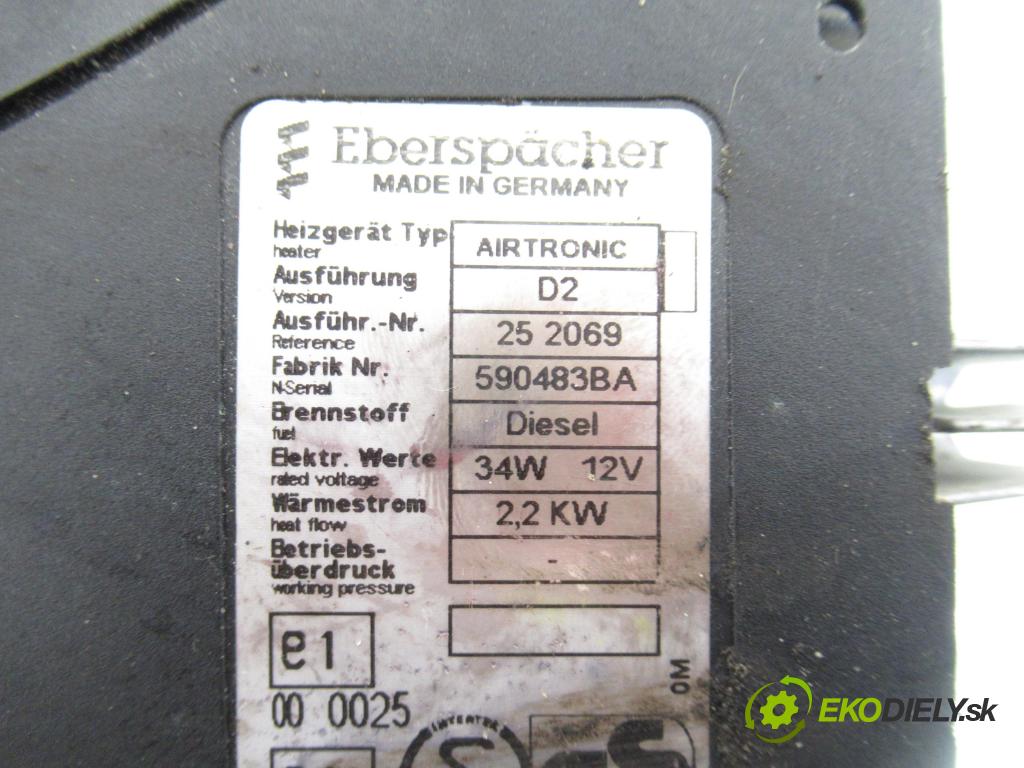 Eberspächer
MADE IN GERMANY
Heizgerät Typ AIRTRONIC
heater
Ausführung D2
Version
Ausführ.-Nr. 25 2069
Reference
Fabrik Nr. 590483BA
N-Serial
Brennstoff Diesel
fuel
Elektr. Werte 34W 12V
rated voltage
Wärmestrom 2,2 KW
heat flow
Betriebs- -
überdruck
working pressure
e1
00 0025
0M
EKODIELY.sk